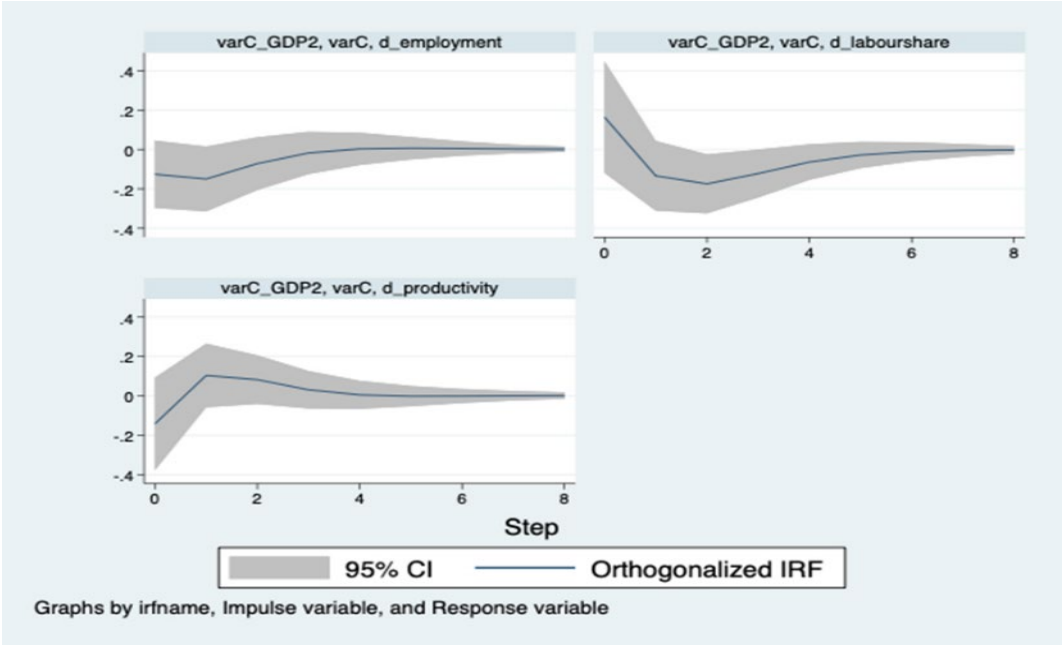 varC_GDP2, varC, d_employment
varC_GDP2, varC, d_labourshare
.4
.2
0
-.2
-.4
0 2 4 6 8
varC_GDP2, varC, d_productivity
.4
.2
0
-.2
-.4
0 2 4 6 8
Step
95% CI Orthogonalized IRF
Graphs by irfname, Impulse variable, and Response variable